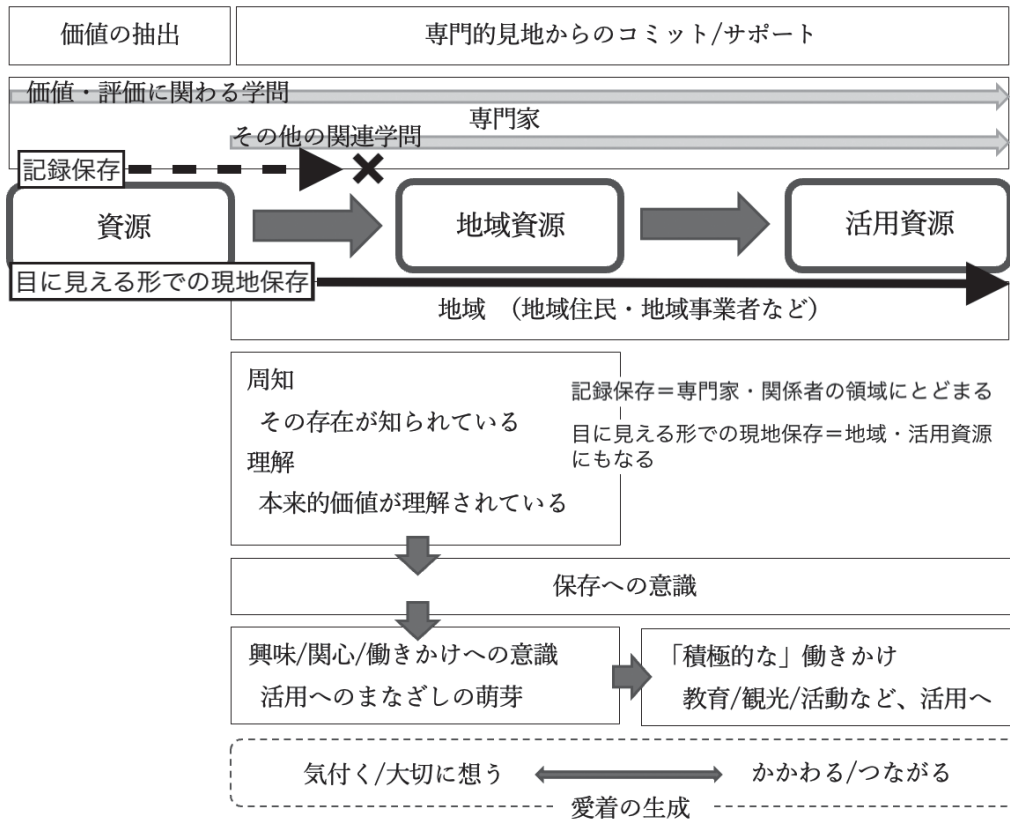 価値の抽出
専門的見地からのコミット/サポート
価値・評価に関わる学問
専門家
その他の関連学問
記録保存
資源
地域資源
活用資源
目に見える形での現地保存
地域　（地域住民・地域事業者など）
周知
その存在が知られている
理解
本来的価値が理解されている
記録保存＝専門家・関係者の領域にとどまる
目に見える形での現地保存＝地域・活用資源
にもなる
保存への意識
興味/関心/働きかけへの意識
活用へのまなざしの萌芽
「積極的な」働きかけ
教育/観光/活動など、活用へ
気付く/大切に想う
かかわる/つながる
愛着の生成